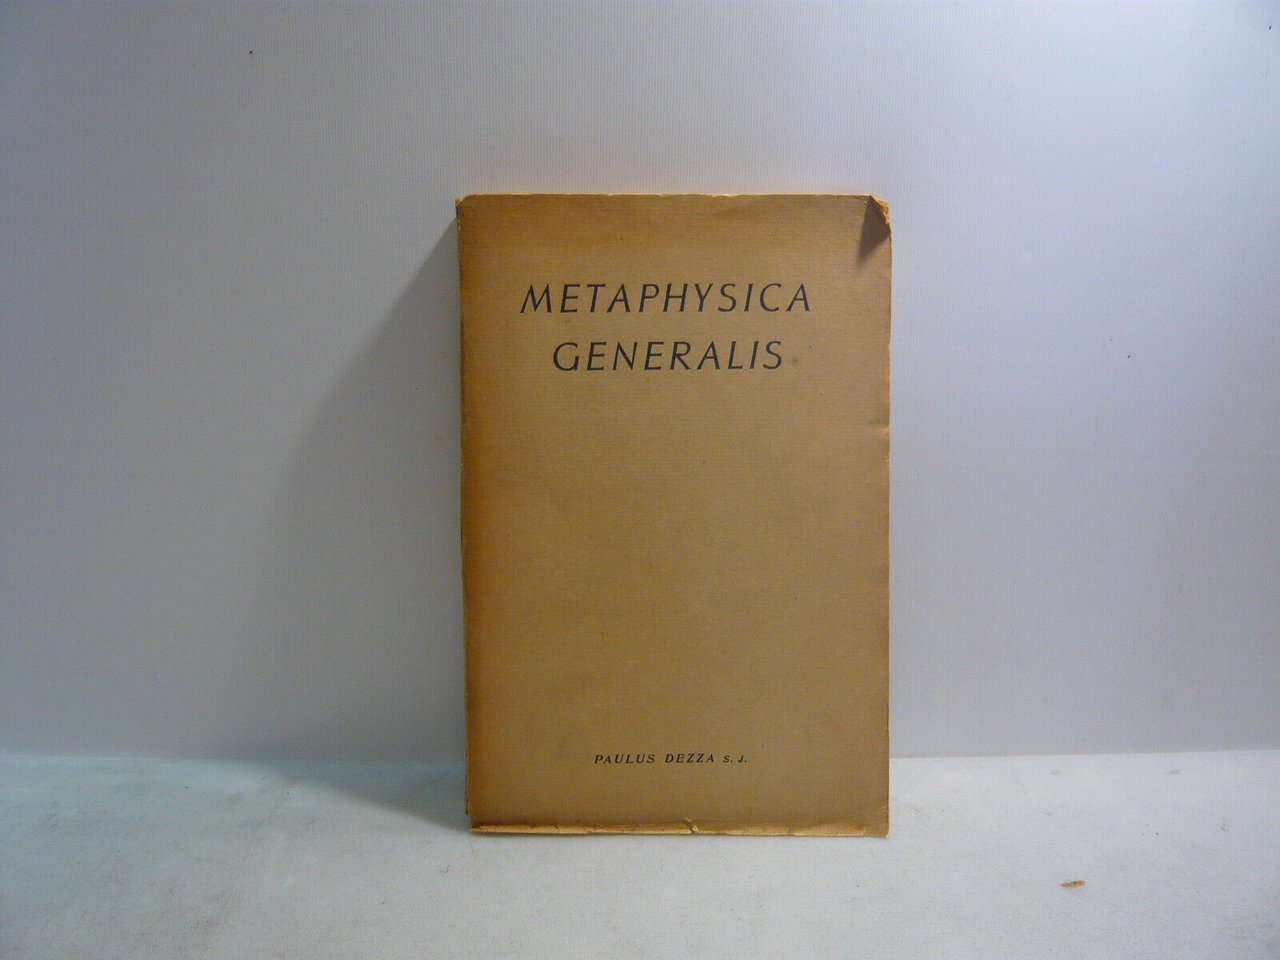 METAPHYSICA
GENERALIS
PAULUS DEZZA S. J.